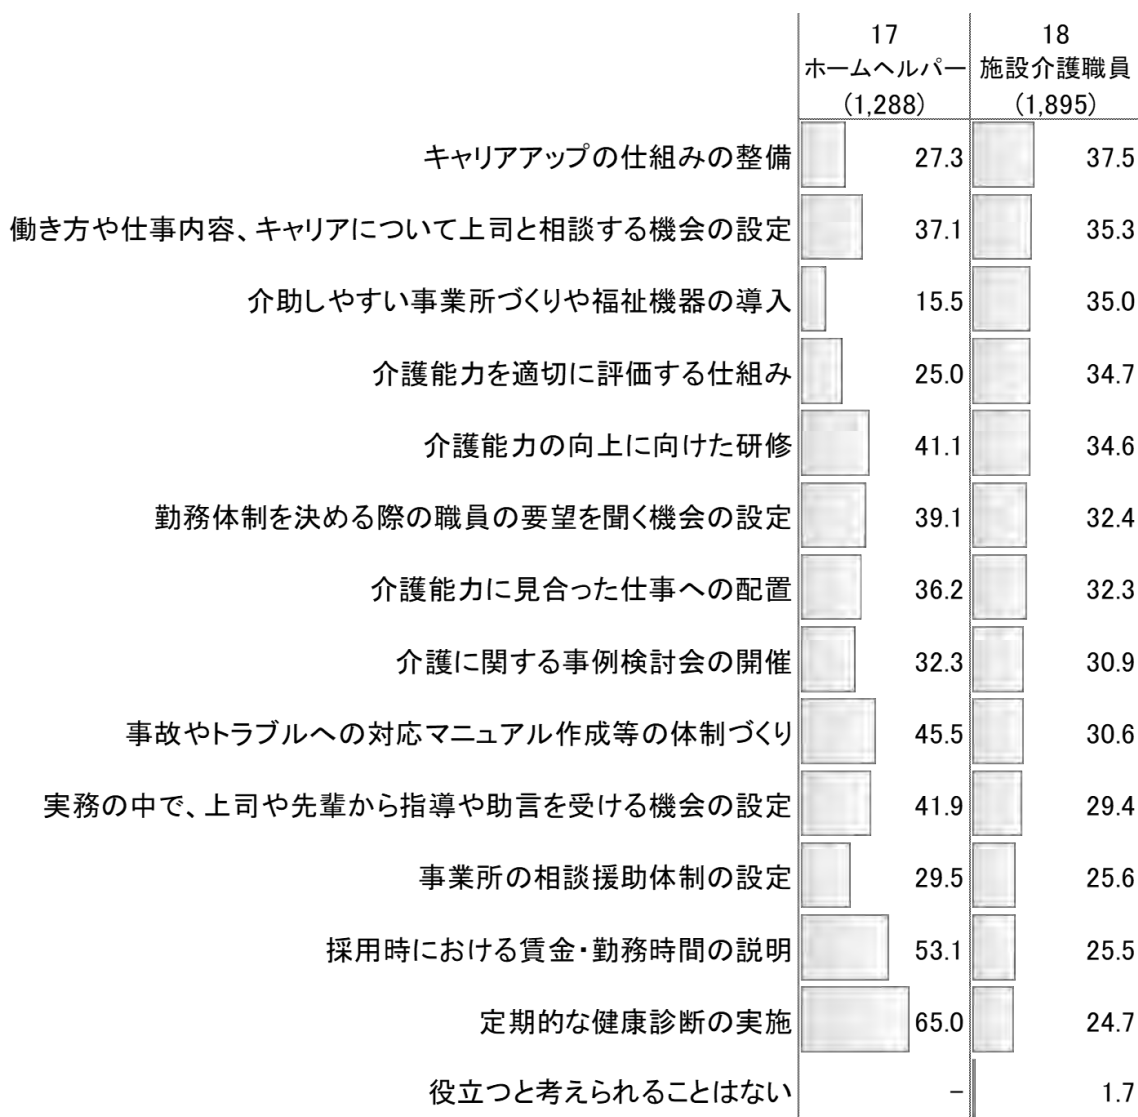 17 18
ホームヘルパー 施設介護職員
(1,288) (1,895)
キャリアアップの仕組みの整備 27.3 37.5
働き方や仕事内容、キャリアについて上司と相談する機会の設定 37.1 35.3
介助しやすい事業所づくりや福祉機器の導入 15.5 35.0
介護能力を適切に評価する仕組み 25.0 34.7
介護能力の向上に向けた研修 41.1 34.6
勤務体制を決める際の職員の要望を聞く機会の設定 39.1 32.4
介護能力に見合った仕事への配置 36.2 32.3
介護に関する事例検討会の開催 32.3 30.9
事故やトラブルへの対応マニュアル作成等の体制づくり 45.5 30.6
実務の中で、上司や先輩から指導や助言を受ける機会の設定 41.9 29.4
事業所の相談援助体制の設定 29.5 25.6
採用時における賃金・勤務時間の説明 53.1 25.5
定期的な健康診断の実施 65.0 24.7
役立つと考えられることはない － 1.7